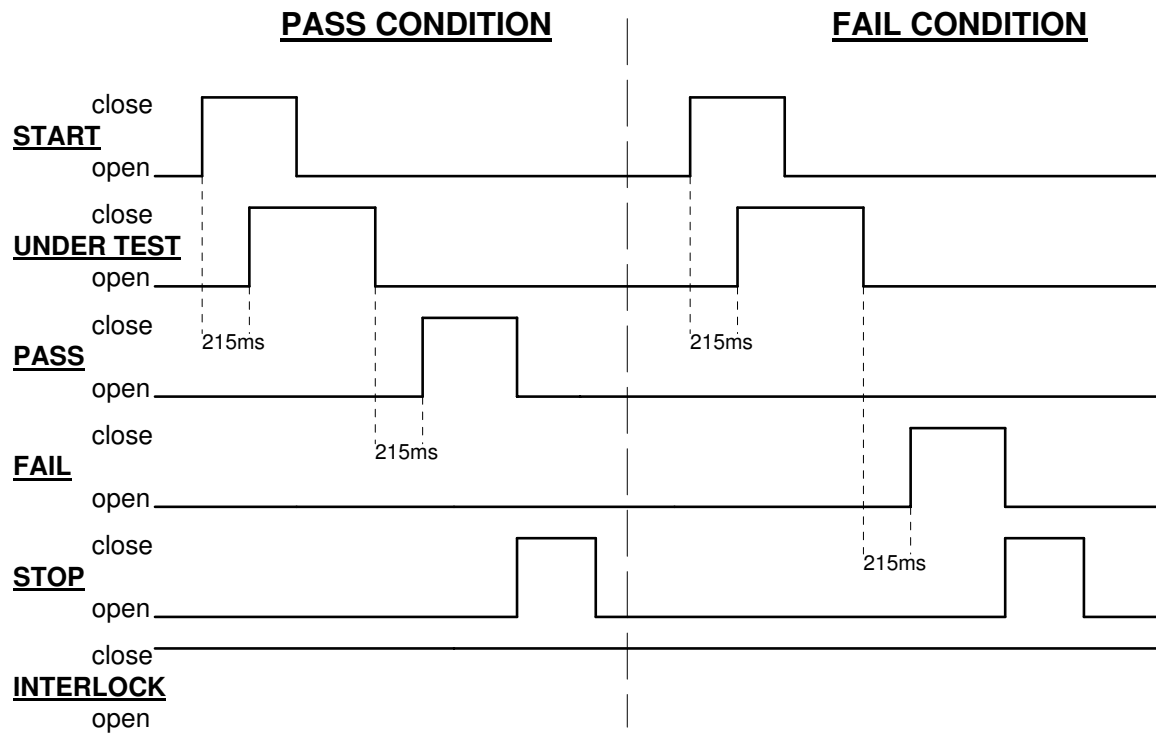 PASS CONDITION
FAIL CONDITION
close
START
open
close
UNDER TEST
open
close
215ms
215ms
PASS
open
close
215ms
FAIL
open
close
215ms
STOP
open
close
INTERLOCK
open